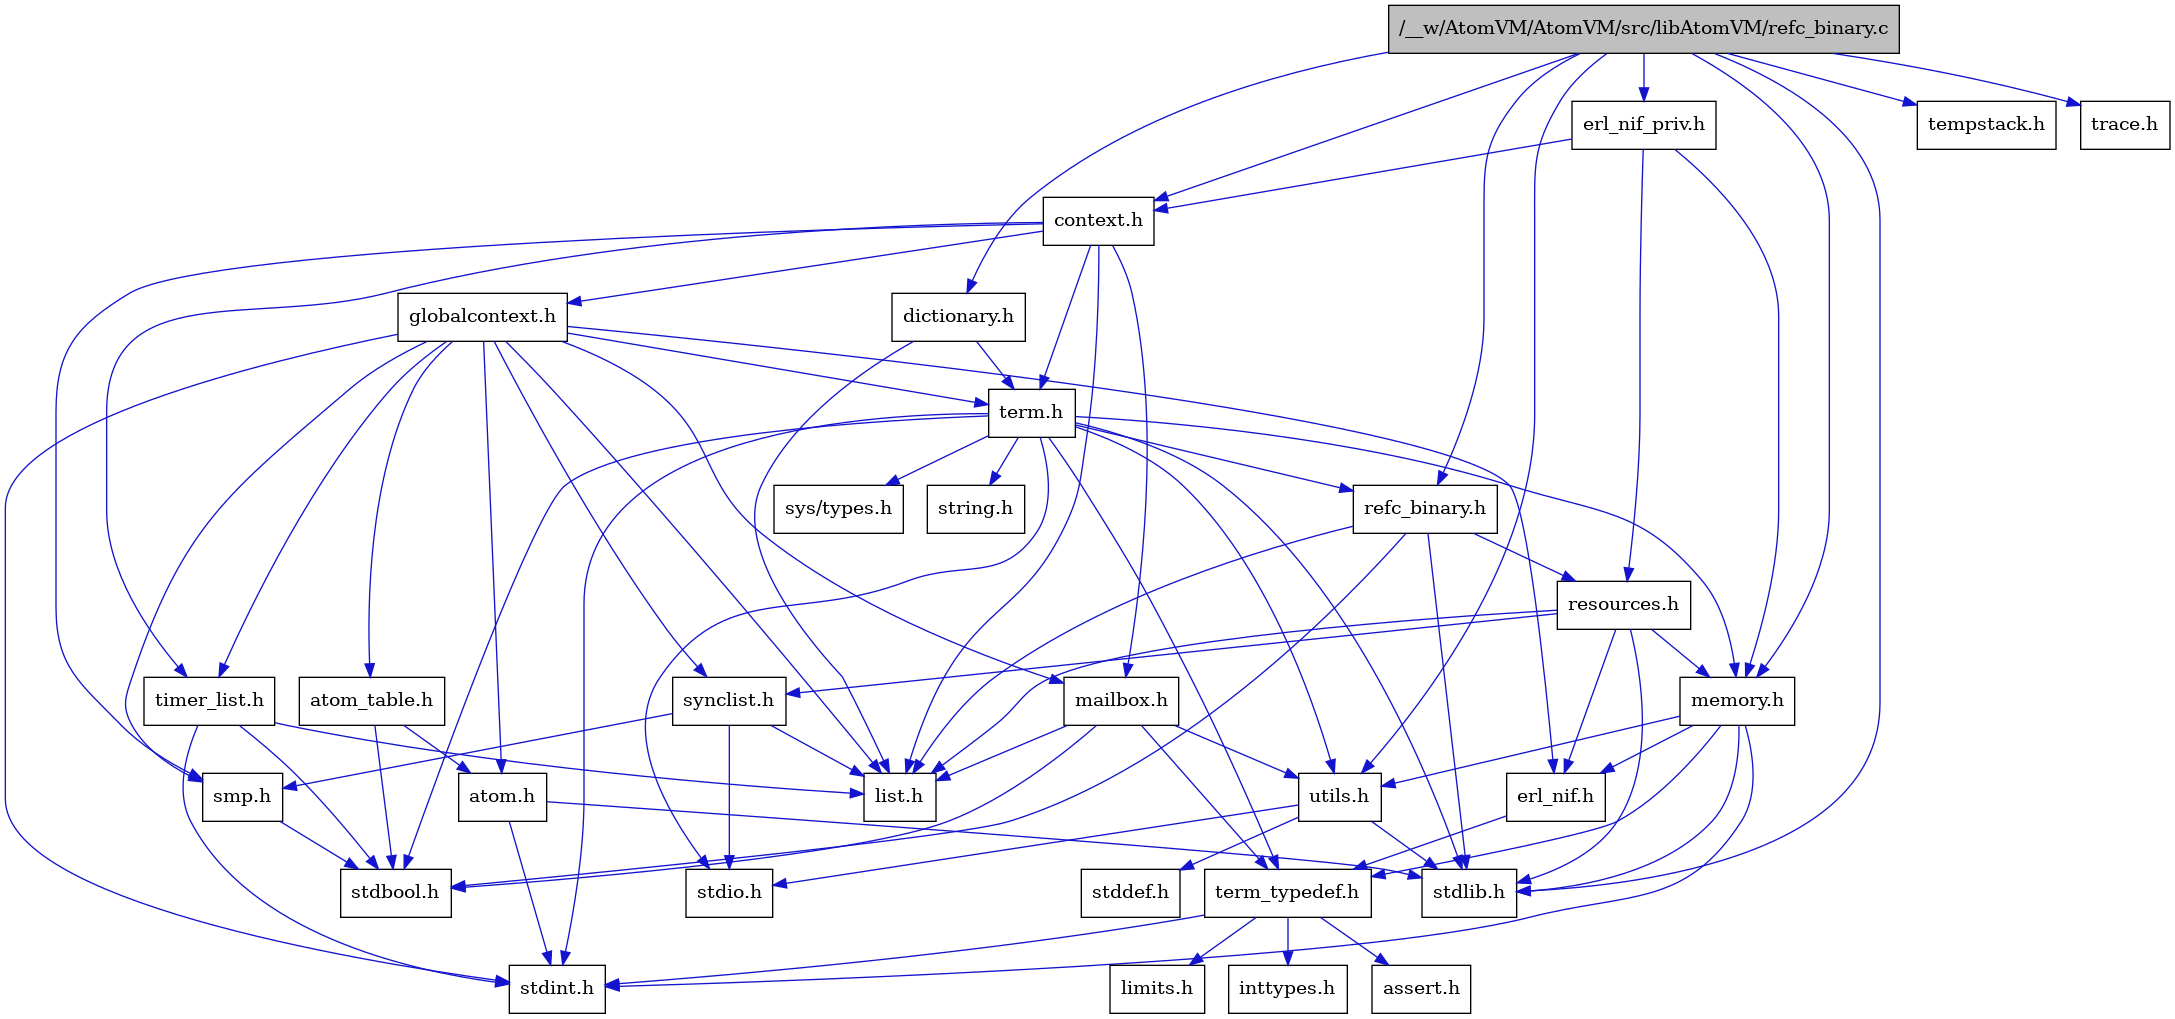 /__w/AtomVM/AtomVM/src/libAtomVM/refc_binary.c
erl_nif_priv.h
tempstack.h
trace.h
context.h
globalcontext.h
dictionary.h
term.h
sys/types.h
string.h
refc_binary.h
resources.h
timer_list.h
atom_table.h
synclist.h
mailbox.h
memory.h
smp.h
atom.h
list.h
utils.h
erl_nif.h
stdbool.h
stdio.h
stddef.h
term_typedef.h
stdlib.h
stdint.h
limits.h
inttypes.h
assert.h